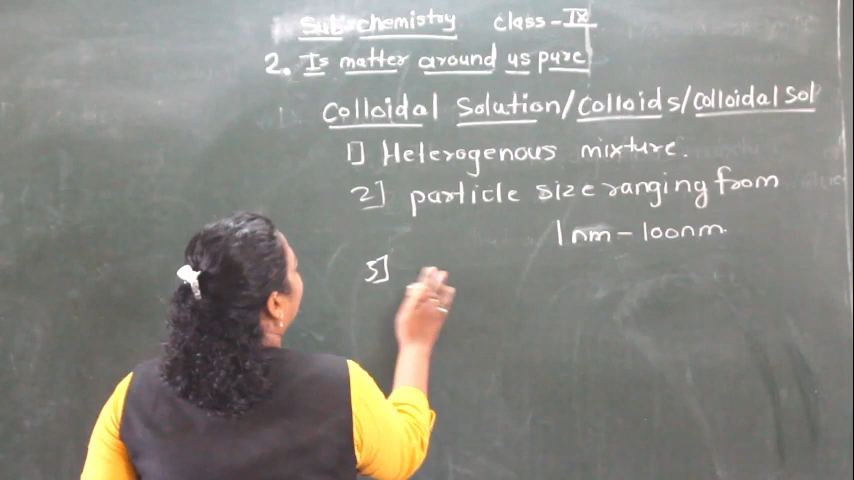 Sub-chemistry class-IX
2. Is matter around us pure
Colloidal Solution/Colloids/Colloidal Sol
1] Heterogenous mixture.
2] particle size ranging from
1nm-100nm.
3]